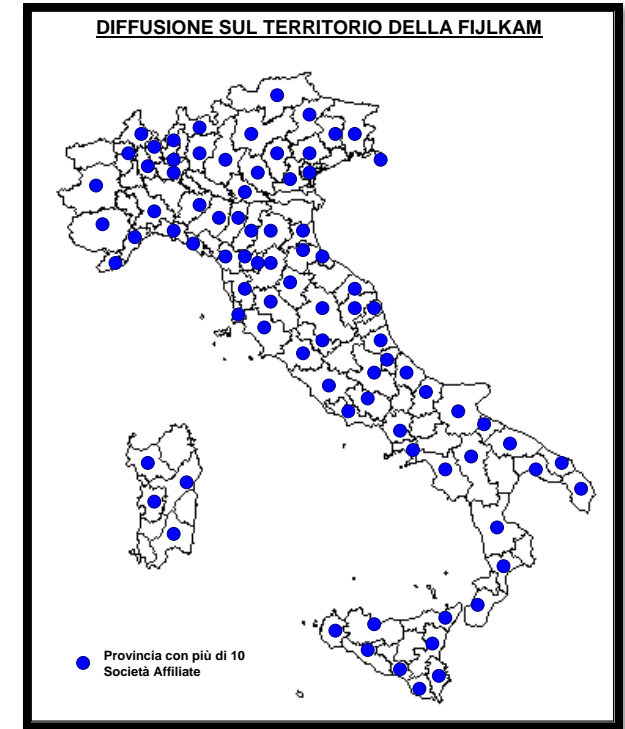 DIFFUSIONE SUL TERRITORIO DELLA FIJLKAM
Provincia con più di 10
Società Affiliate